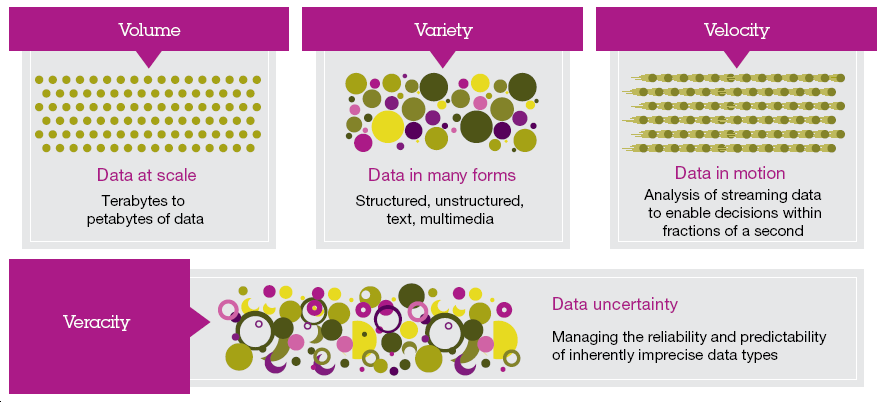 Volume
Data at scale
Terabytes to
petabytes of data
Variety
Data in many forms
Structured, unstructured,
text, multimedia
Velocity
Data in motion
Analysis of streaming data
to enable decisions within
fractions of a second
Veracity
Data uncertainty
Managing the reliability and predictability
of inherently imprecise data types